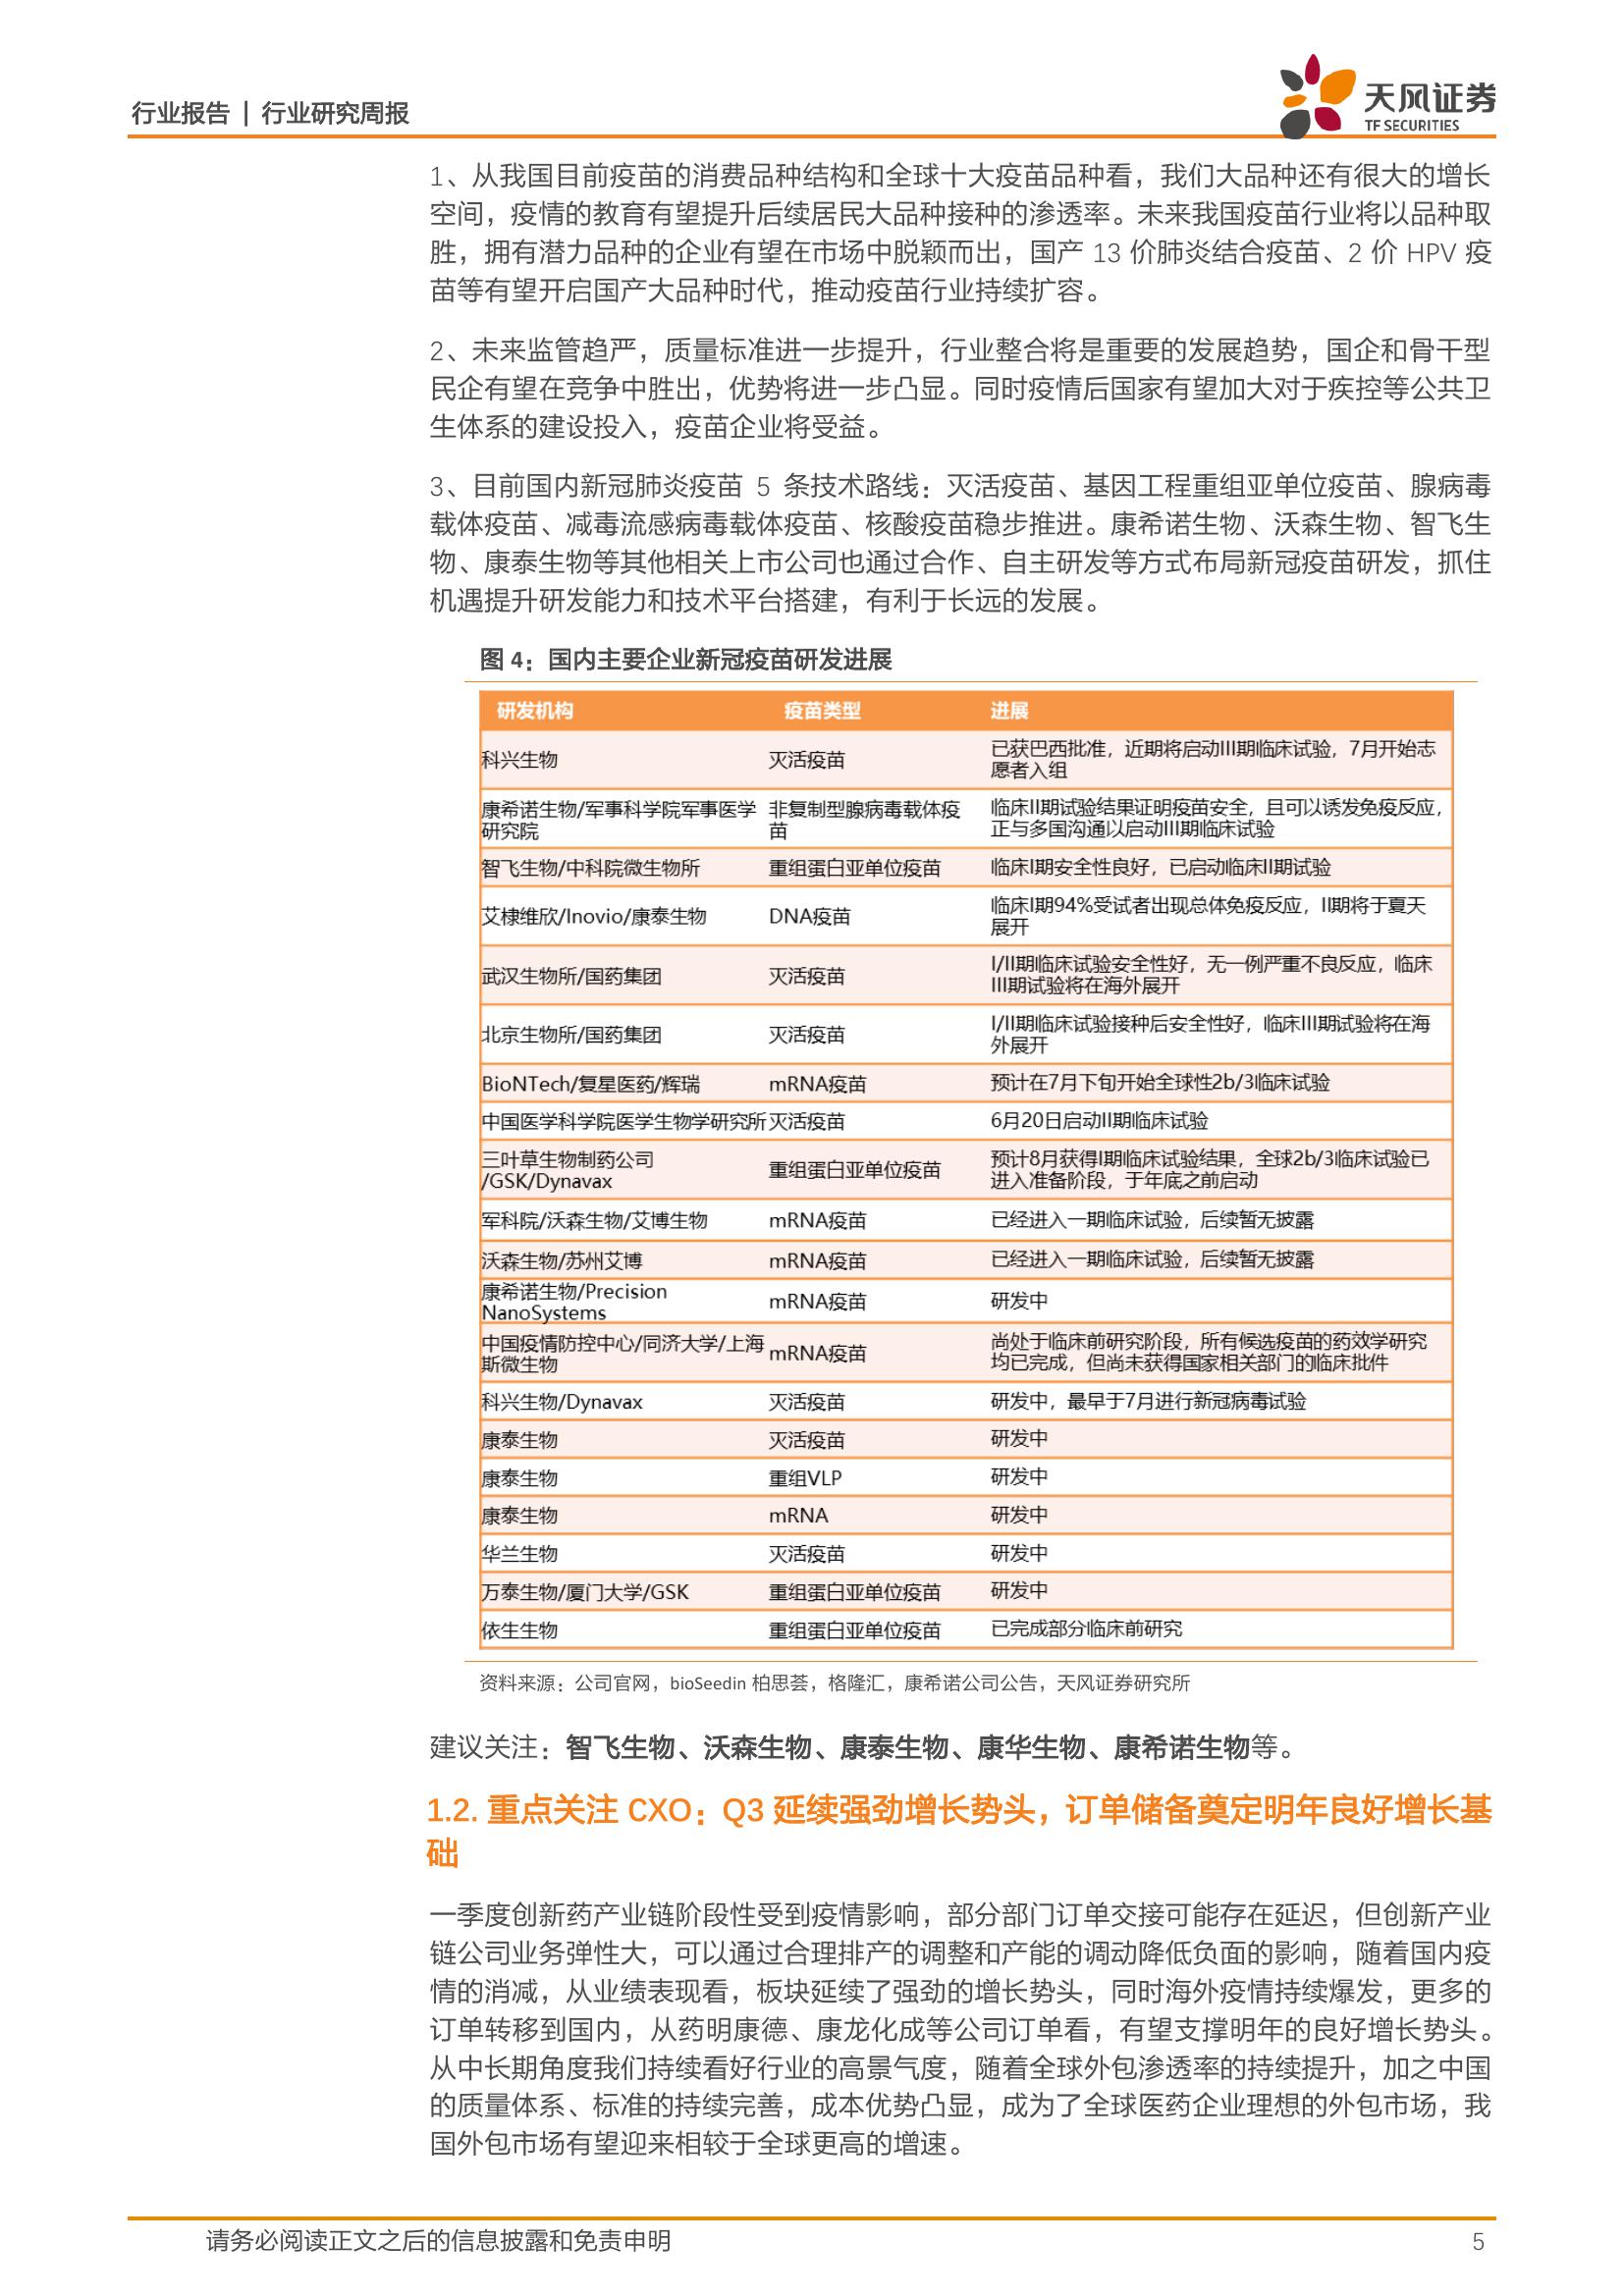 行业报告 | 行业研究周报
天风证券
TF SECURITIES
1、从我国目前疫苗的消费品种结构和全球十大疫苗品种看，我们大品种还有很大的增长
空间，疫情的教育有望提升后续居民大品种接种的渗透率。未来我国疫苗行业将以品种取
胜，拥有潜力品种的企业有望在市场中脱颖而出，国产 13 价肺炎结合疫苗、2 价 HPV 疫
苗等有望开启国产大品种时代，推动疫苗行业持续扩容。
2、未来监管趋严，质量标准进一步提升，行业整合将是重要的发展趋势，国企和骨干型
民企有望在竞争中胜出，优势将进一步凸显。同时疫情后国家有望加大对于疾控等公共卫
生体系的建设投入，疫苗企业将受益。
3、目前国内新冠肺炎疫苗 5 条技术路线：灭活疫苗、基因工程重组亚单位疫苗、腺病毒
载体疫苗、减毒流感病毒载体疫苗、核酸疫苗稳步推进。康希诺生物、沃森生物、智飞生
物、康泰生物等其他相关上市公司也通过合作、自主研发等方式布局新冠疫苗研发，抓住
机遇提升研发能力和技术平台搭建，有利于长远的发展。
图 4：国内主要企业新冠疫苗研发进展
研发机构 疫苗类型 进展
科兴生物 灭活疫苗 已获巴西批准，近期将启动III期临床试验，7月开始志
愿者入组
康希诺生物/军事科学院军事医学 非复制型腺病毒载体疫 临床II期试验结果证明疫苗安全，且可以诱发免疫反应，
研究院 苗 正与多国沟通以启动III期临床试验
智飞生物/中科院微生物所 重组蛋白亚单位疫苗 临床I期安全性良好，已启动临床II期试验
艾棣维欣/Inovio/康泰生物 DNA疫苗 临床I期94%受试者出现总体免疫反应，II期将于夏天
展开
武汉生物所/国药集团 灭活疫苗 I/II期临床试验安全性好，无一例严重不良反应，临床
III期试验将在海外展开
北京生物所/国药集团 灭活疫苗 I/II期临床试验接种后安全性好，临床III期试验将在海
外展开
BioNTech/复星医药/辉瑞 mRNA疫苗 预计在7月下旬开始全球性2b/3临床试验
中国医学科学院医学生物学研究所 灭活疫苗 6月20日启动II期临床试验
三叶草生物制药公司 重组蛋白亚单位疫苗 预计8月获得I期临床试验结果，全球2b/3临床试验已
/GSK/Dynavax 进入准备阶段，于年底之前启动
军科院/沃森生物/艾博生物 mRNA疫苗 已经进入一期临床试验，后续暂无披露
沃森生物/苏州艾博 mRNA疫苗 已经进入一期临床试验，后续暂无披露
康希诺生物/Precision mRNA疫苗 研发中
NanoSystems
中国疫情防控中心/同济大学/上海 mRNA疫苗 尚处于临床前研究阶段，所有候选疫苗的药效学研究
斯微生物 均已完成，但尚未获得国家相关部门的临床批件
科兴生物/Dynavax 灭活疫苗 研发中，最早于7月进行新冠病毒试验
康泰生物 灭活疫苗 研发中
康泰生物 重组VLP 研发中
康泰生物 mRNA 研发中
华兰生物 灭活疫苗 研发中
万泰生物/厦门大学/GSK 重组蛋白亚单位疫苗 研发中
依生生物 重组蛋白亚单位疫苗 已完成部分临床前研究
资料来源：公司官网，bioSeedin 柏思荟，格隆汇，康希诺公司公告，天风证券研究所
建议关注：智飞生物、沃森生物、康泰生物、康华生物、康希诺生物等。
1.2. 重点关注 CXO：Q3 延续强劲增长势头，订单储备奠定明年良好增长基
础
一季度创新药产业链阶段性受到疫情影响，部分部门订单交接可能存在延迟，但创新产业
链公司业务弹性大，可以通过合理排产的调整和产能的调动降低负面的影响，随着国内疫
情的消减，从业绩表现看，板块延续了强劲的增长势头，同时海外疫情持续爆发，更多的
订单转移到国内，从药明康德、康龙化成等公司订单看，有望支撑明年的良好增长势头。
从中长期角度我们持续看好行业的高景气度，随着全球外包渗透率的持续提升，加之中国
的质量体系、标准的持续完善，成本优势凸显，成为了全球医药企业理想的外包市场，我
国外包市场有望迎来相较于全球更高的增速。
请务必阅读正文之后的信息披露和免责申明 5